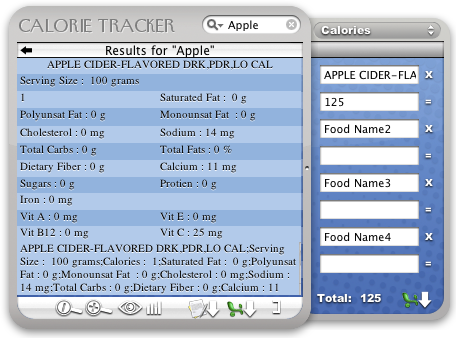 CALORIE TRACKER
Apple
Results for "Apple"
APPLE CIDER-FLAVORED DRK,PDR,LO CAL
Serving Size : 100 grams
1 Saturated Fat : 0 g
Polyunsat Fat : 0 g Monounsat Fat : 0 g
Cholesterol : 0 mg Sodium : 14 mg
Total Carbs : 0 g Total Fats : 0 %
Dietary Fiber : 0 g Calcium : 11 mg
Sugars : 0 g Protien : 0 g
Iron : 0 mg
Vit A : 0 mg Vit E : 0 mg
Vit B12 : 0 mg Vit C : 25 mg
APPLE CIDER-FLAVORED DRK,PDR,LO CAL;Serving
Size : 100 grams;Calories : 1;Saturated Fat : 0 g;Polyunsat
Fat : 0 g;Monounsat Fat : 0 g;Cholesterol : 0 mg;Sodium :
14 mg;Total Carbs : 0 g;Dietary Fiber : 0 g;Calcium : 11
Calories
APPLE CIDER-FLA X
125 =
Food Name2 X
=
Food Name3 X
=
Food Name4 X
=
Total: 125